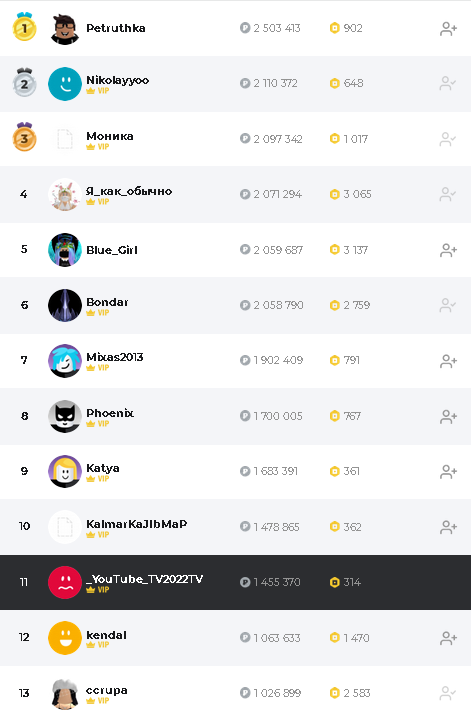 1 Petruthka P 2 503 413 902
2 Nikolayyoo P 2 110 372 648
VIP
3 Моника P 2 097 342 1 017
VIP
4 Я_как_обычно P 2 071 294 3 065
VIP
5 Blue_Girl P 2 059 687 3 137
6 Bondar P 2 058 790 2 759
VIP
7 Mixas2013 P 1 902 409 791
VIP
8 Phoenix P 1 700 005 767
VIP
9 Katya P 1 683 391 361
VIP
10 KalmarKaJlbMaP P 1 478 865 362
VIP
11 _YouTube_TV2022TV P 1 455 370 314
VIP
12 kendal P 1 063 633 1 470
VIP
13 ccrupa P 1 026 899 2 583
VIP